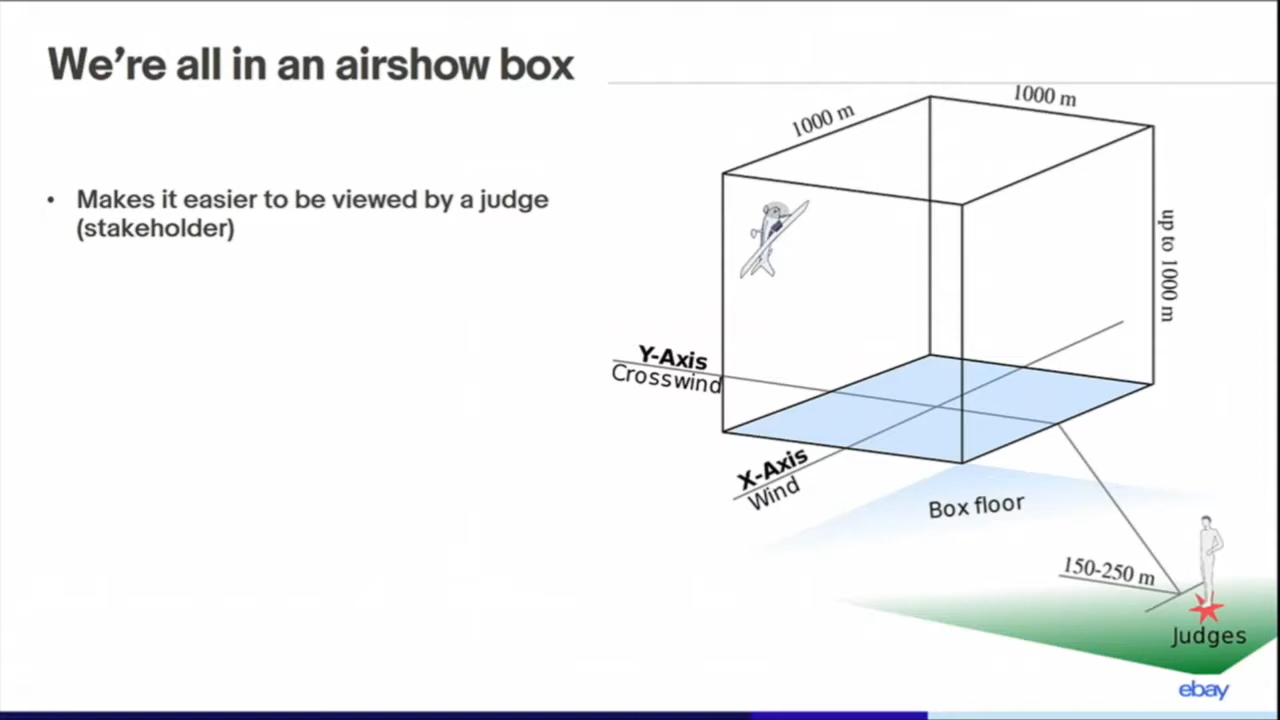 We’re all in an airshow box
• Makes it easier to be viewed by a judge
(stakeholder)
1000 m
1000 m
up to 1000 m
Y-Axis
Crosswind
X-Axis
Wind
Box floor
150-250 m
Judges
ebay